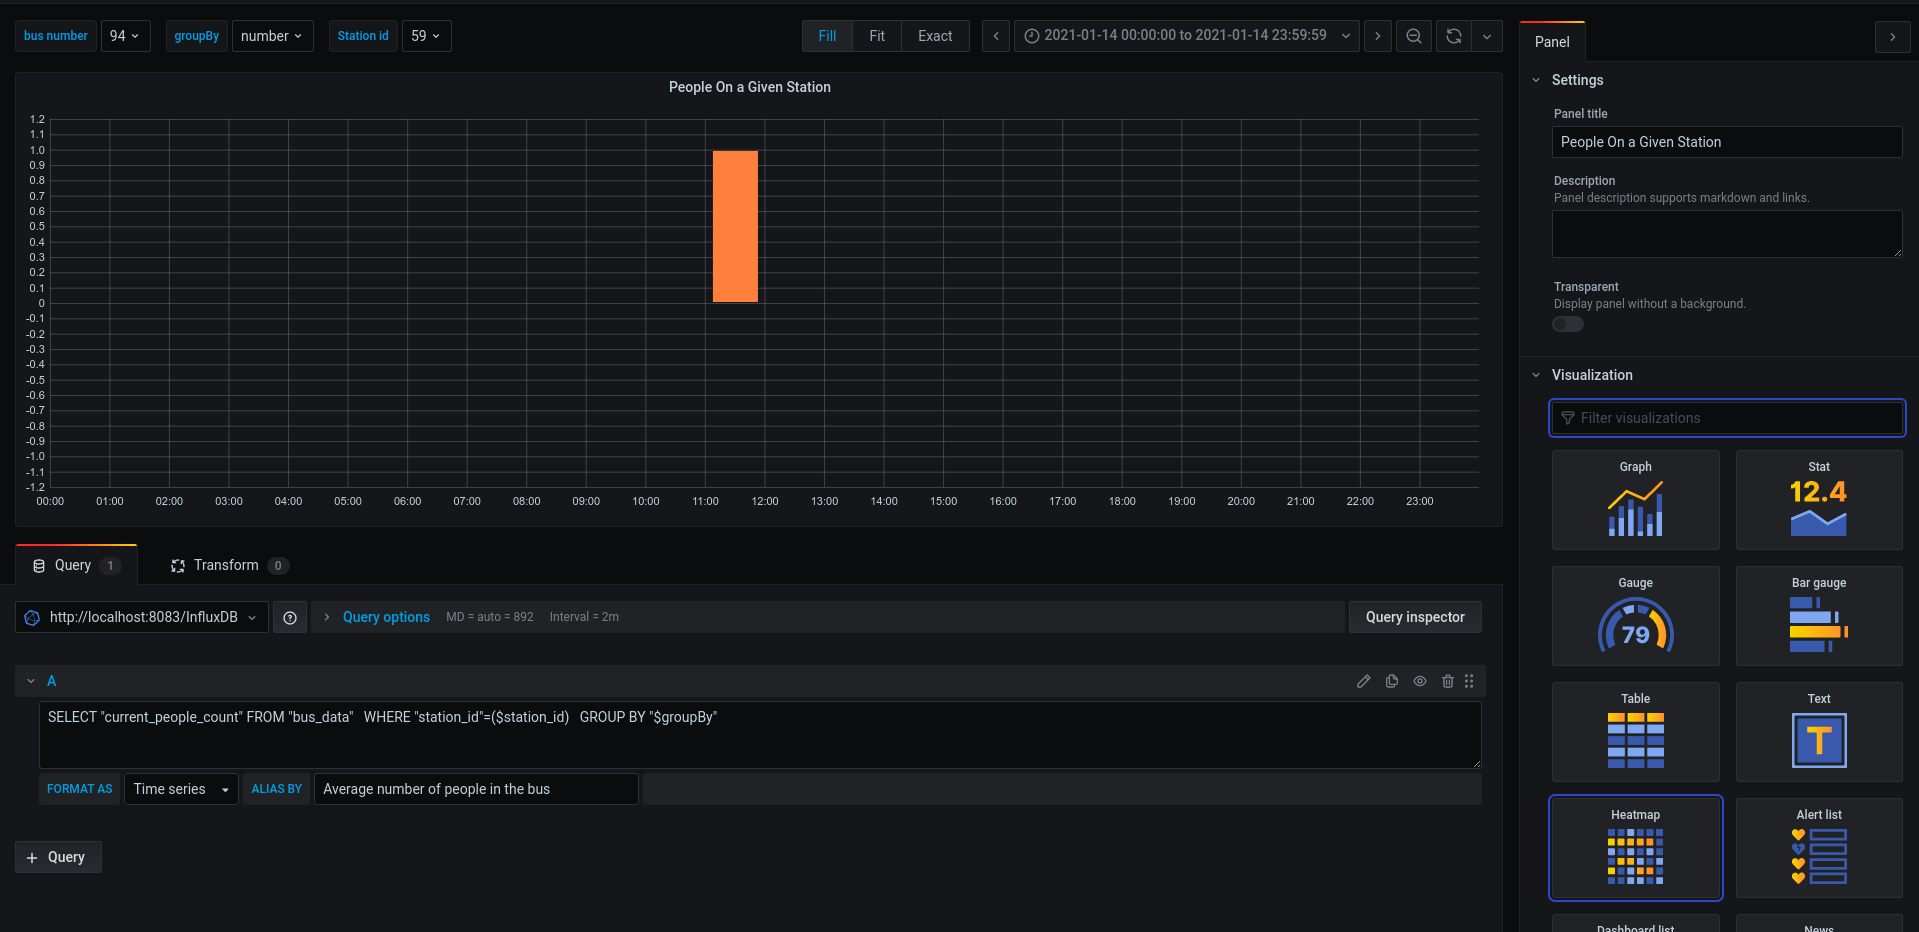 bus number 94 groupBy number Station id 59 Fill Fit Exact 2021-01-14 00:00:00 to 2021-01-14 23:59:59
People On a Given Station
1.2
1.1
1.0
0.9
0.8
0.7
0.6
0.5
0.4
0.3
0.2
0.1
0
-0.1
-0.2
-0.3
-0.4
-0.5
-0.6
-0.7
-0.8
-0.9
-1.0
-1.1
-1.2
00:00 01:00 02:00 03:00 04:00 05:00 06:00 07:00 08:00 09:00 10:00 11:00 12:00 13:00 14:00 15:00 16:00 17:00 18:00 19:00 20:00 21:00 22:00 23:00
Query 1 Transform 0
http://localhost:8083/InfluxDB Query options MD = auto = 892 Interval = 2m Query inspector
A
SELECT "current_people_count" FROM "bus_data" WHERE "station_id"=($station_id) GROUP BY "$groupBy"
FORMAT AS Time series ALIAS BY Average number of people in the bus
+ Query
Panel
Settings
Panel title
People On a Given Station
Description
Panel description supports markdown and links.
Transparent
Display panel without a background.
Visualization
Filter visualizations
Graph Stat
12.4
Gauge Bar gauge
79
Table Text
T
Heatmap Alert list
Dashboard list News